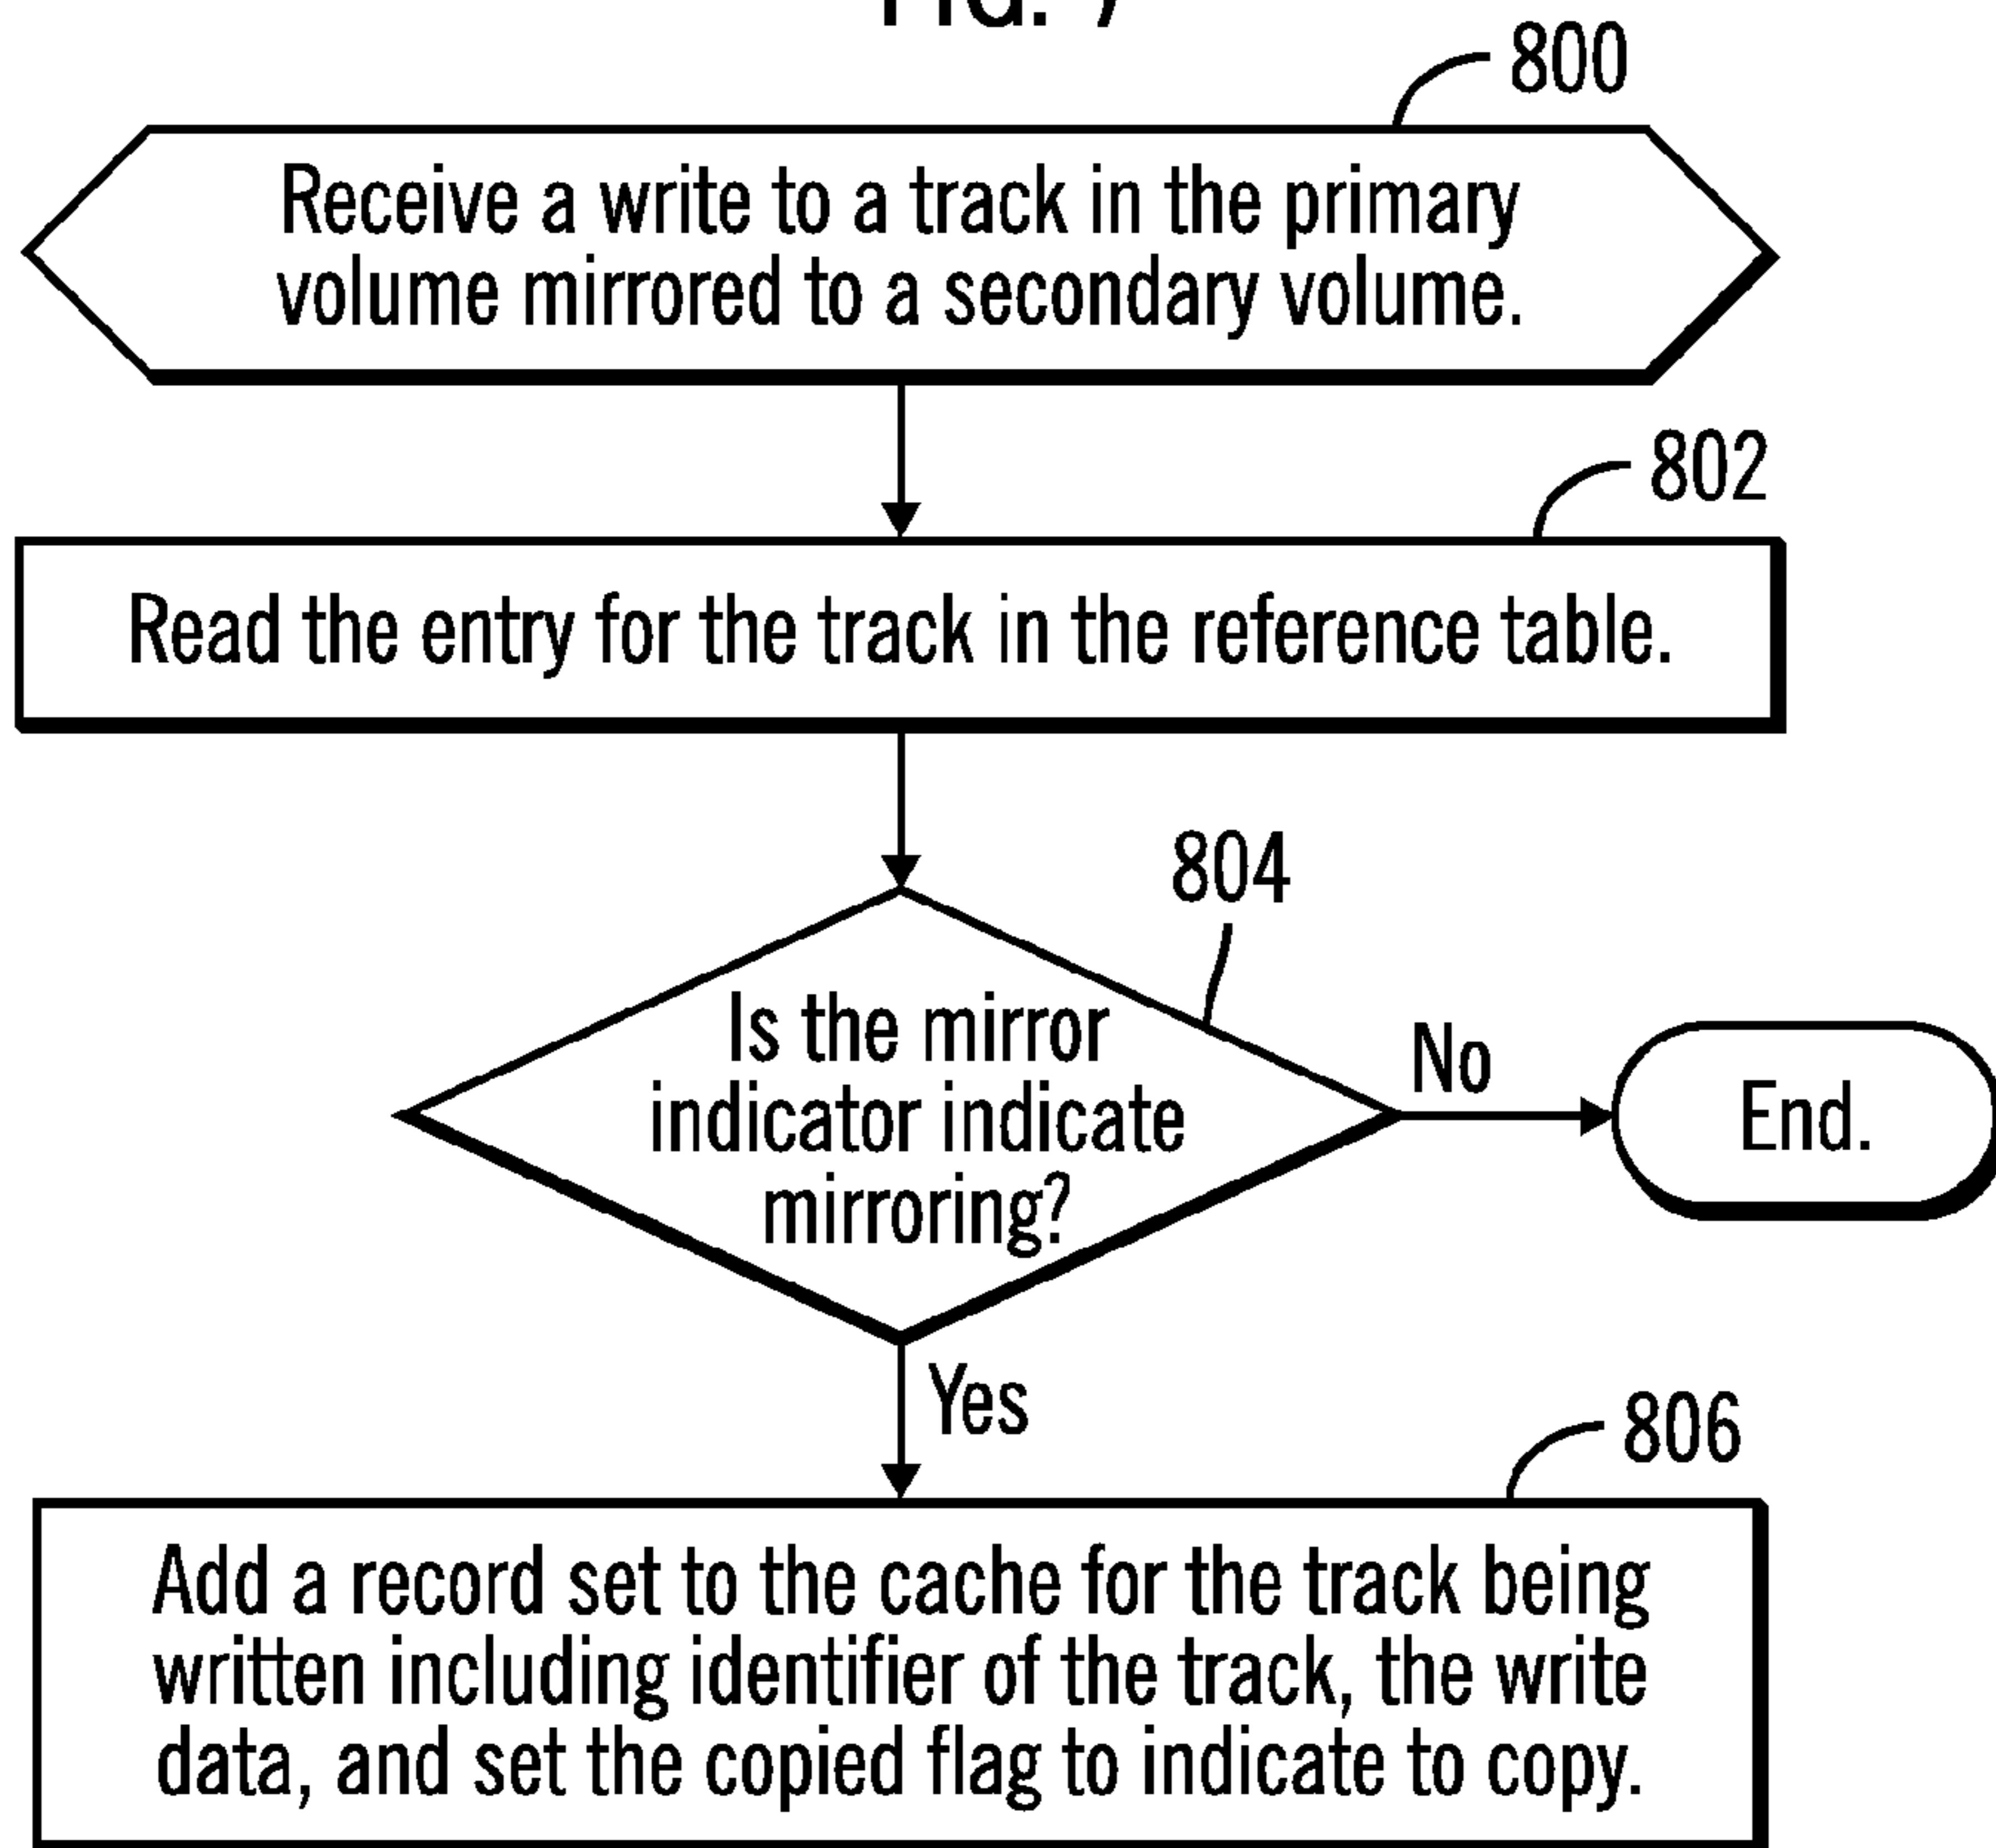 FIG. 7
800
Receive a write to a track in the primary
volume mirrored to a secondary volume.
802
Read the entry for the track in the reference table.
804
Is the mirror
indicator indicate
mirroring?
No
End.
Yes
806
Add a record set to the cache for the track being
written including identifier of the track, the write
data, and set the copied flag to indicate to copy.